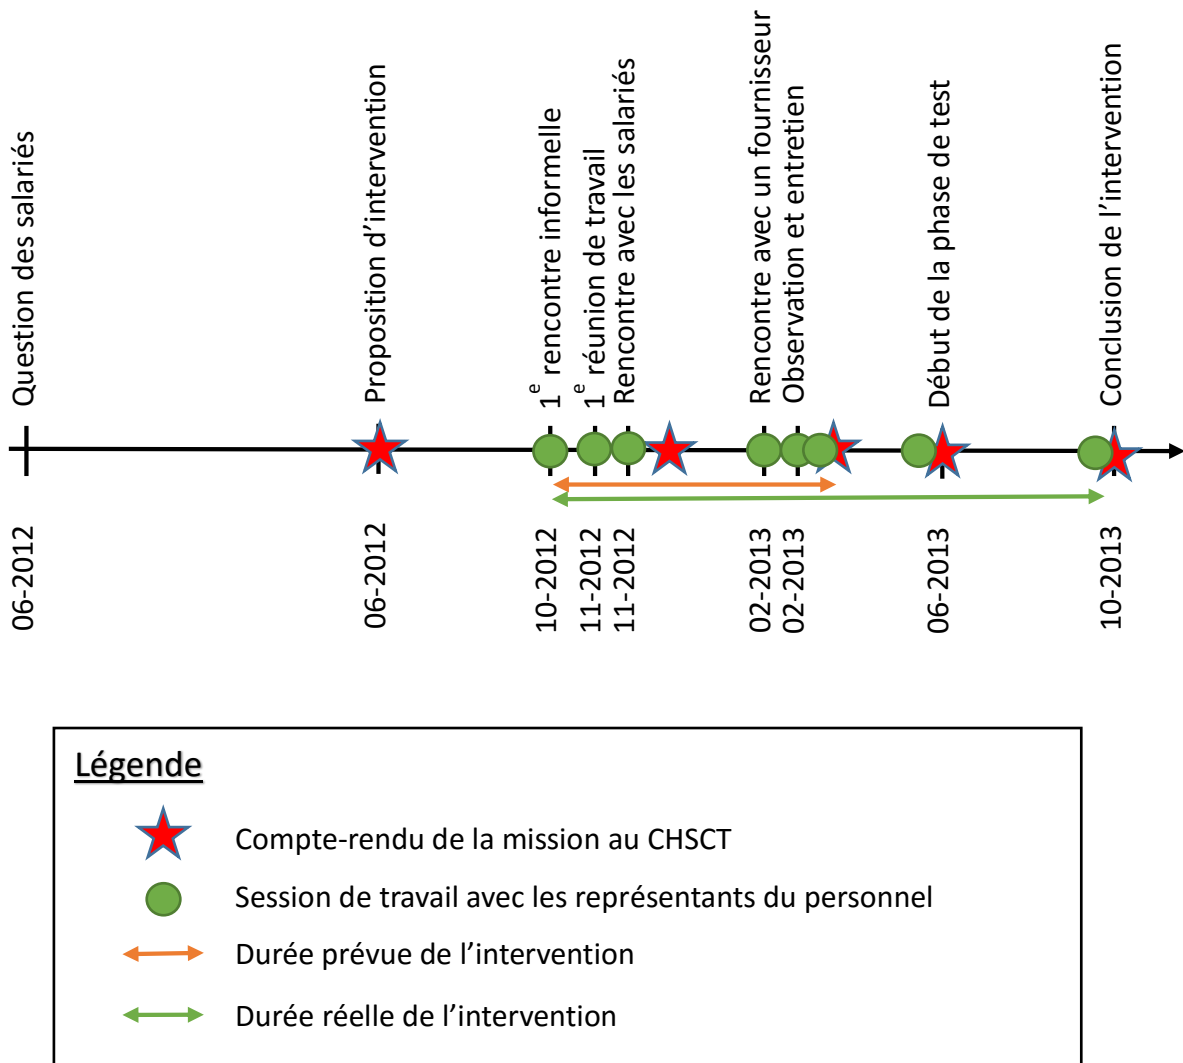 Question des salariés
Proposition d’intervention
1e rencontre informelle
1e réunion de travail
Rencontre avec les salariés
Rencontre avec un fournisseur
Observation et entretien
Début de la phase de test
Conclusion de l’intervention
06-2012
06-2012
10-2012
11-2012
11-2012
02-2013
02-2013
06-2013
10-2013
Légende
Compte-rendu de la mission au CHSCT
Session de travail avec les représentants du personnel
Durée prévue de l’intervention
Durée réelle de l’intervention